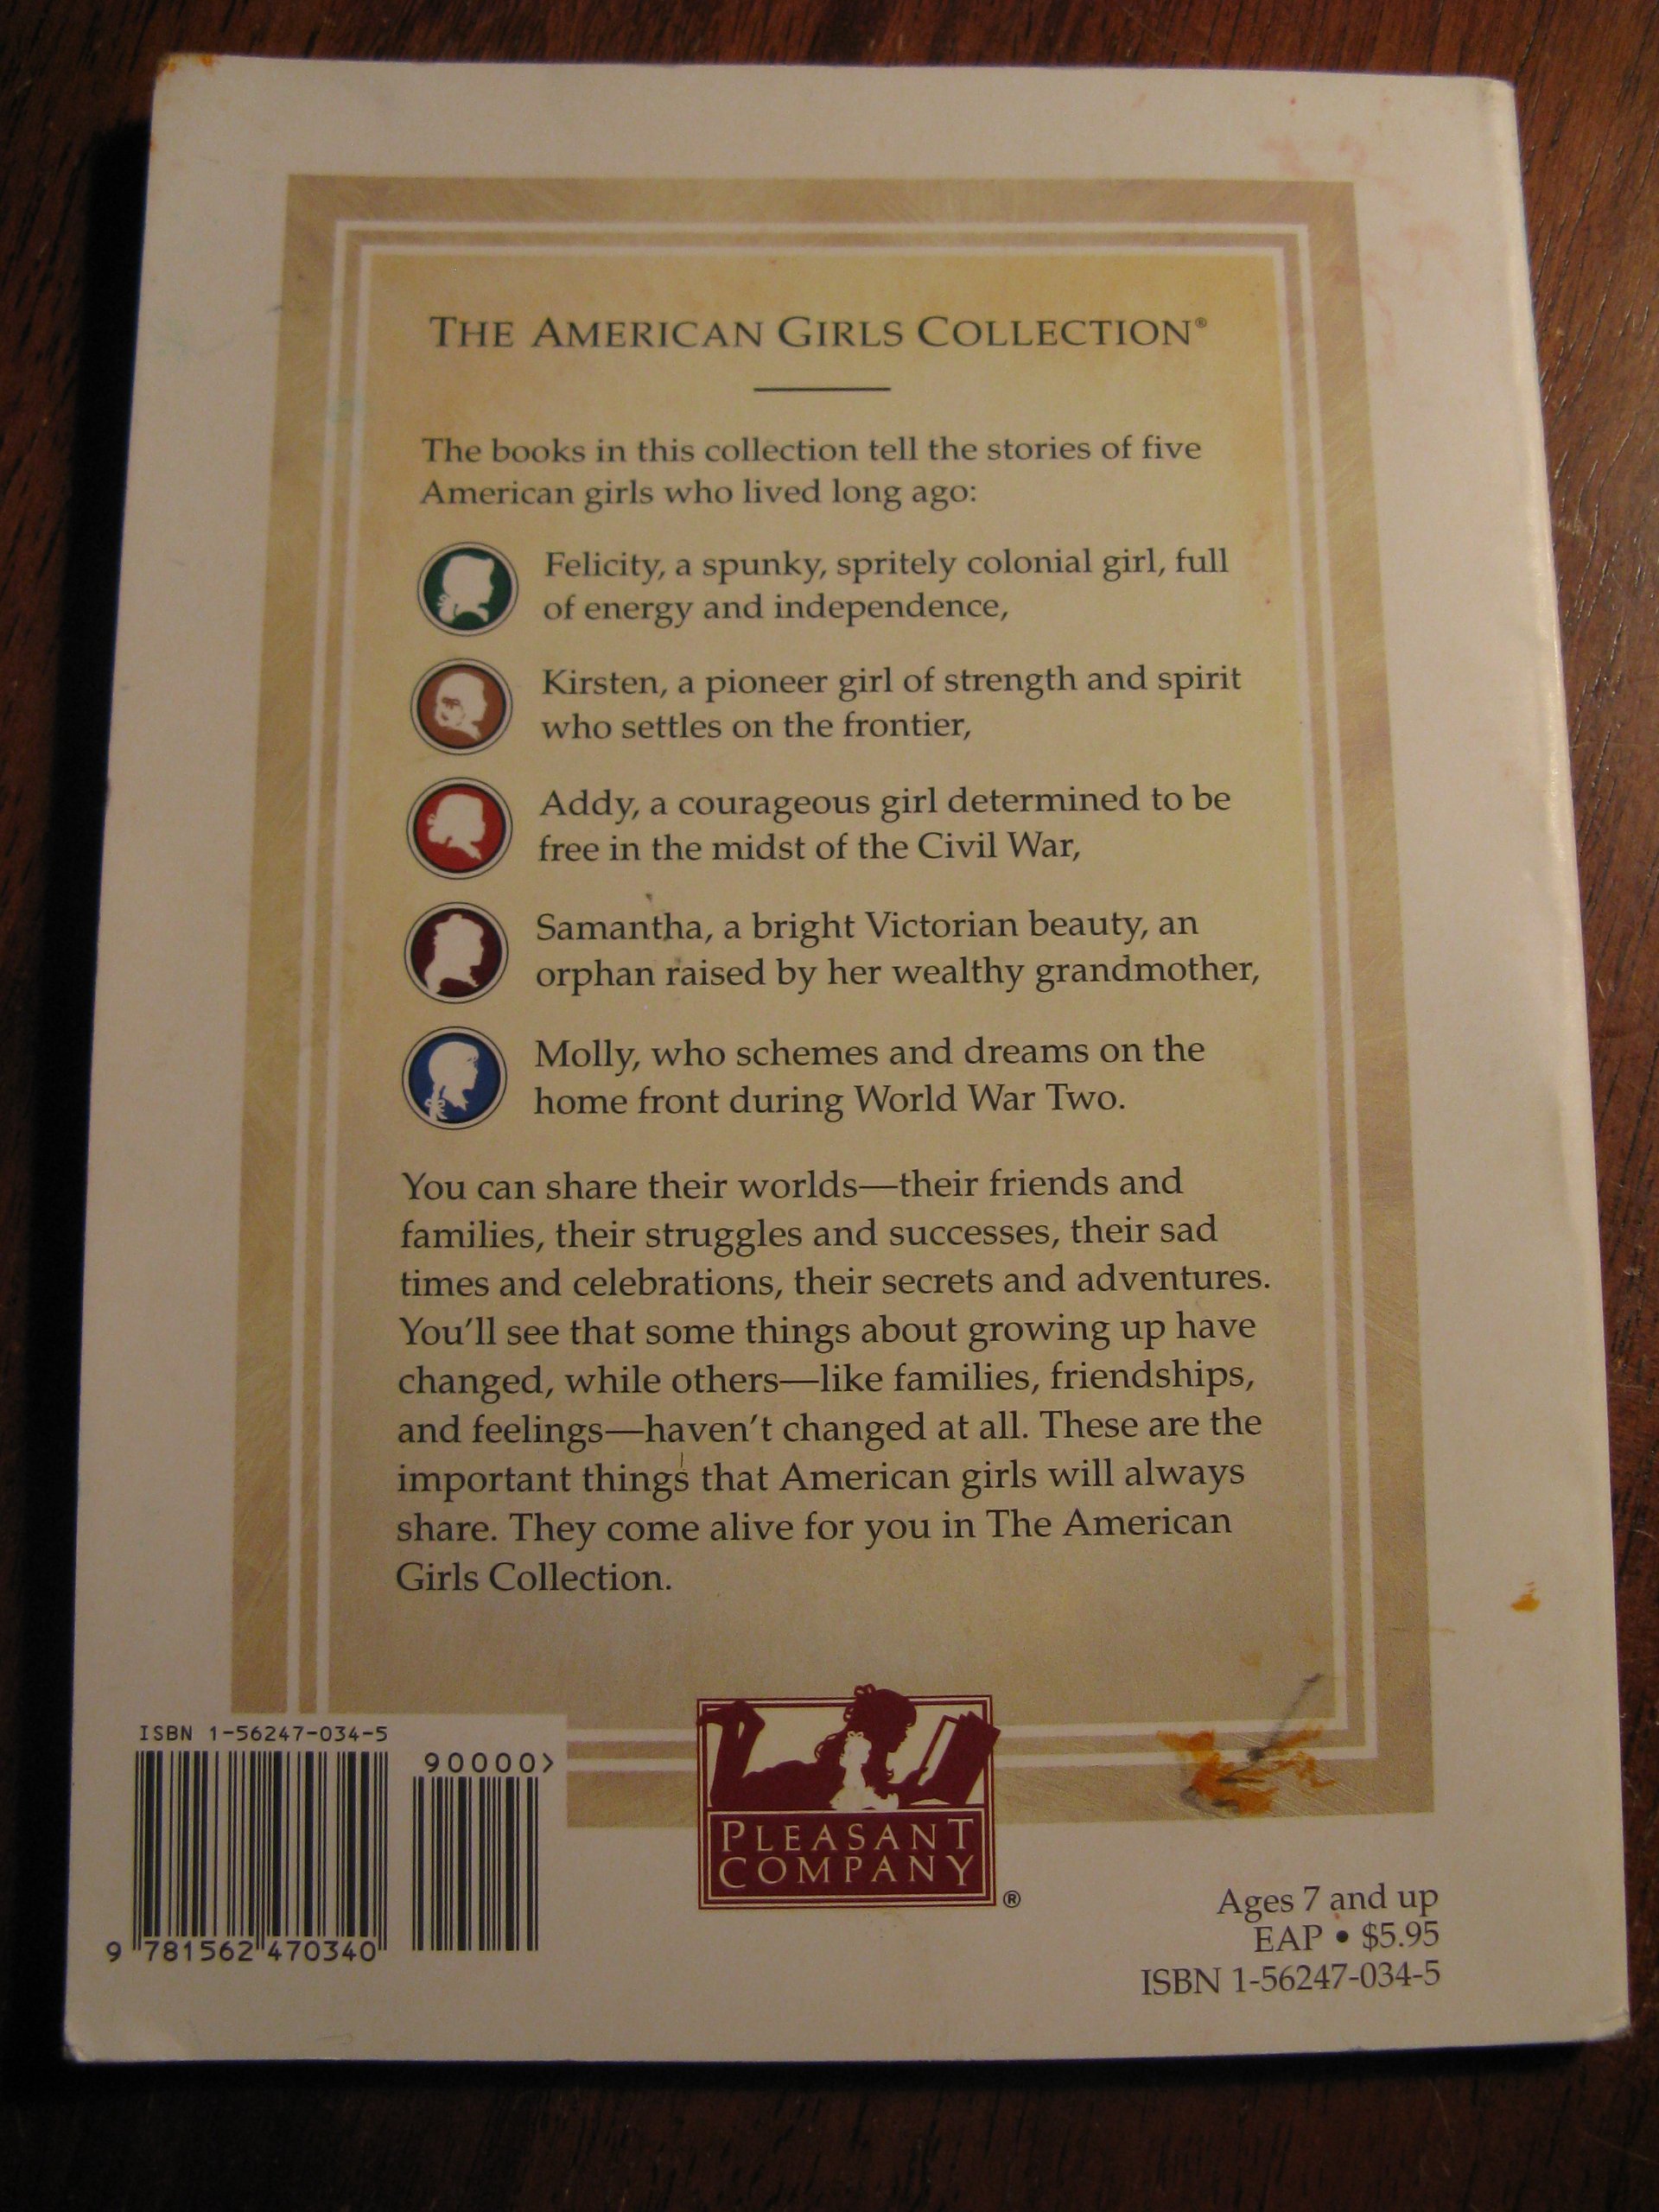 THE AMERICAN GIRLS COLLECTION®
The books in this collection tell the stories of five
American girls who lived long ago:
Felicity, a spunky, spritely colonial girl, full
of energy and independence,
Kirsten, a pioneer girl of strength and spirit
who settles on the frontier,
Addy, a courageous girl determined to be
free in the midst of the Civil War,
Samantha, a bright Victorian beauty, an
orphan raised by her wealthy grandmother,
Molly, who schemes and dreams on the
home front during World War Two.
You can share their worlds—their friends and
families, their struggles and successes, their sad
times and celebrations, their secrets and adventures.
You'll see that some things about growing up have
changed, while others—like families, friendships,
and feelings—haven't changed at all. These are the
important things that American girls will always
share. They come alive for you in The American
Girls Collection.
ISBN 1-56247-034-5
90000>
9 781562 470340
PLEASANT
COMPANY
®
Ages 7 and up
EAP • $5.95
ISBN 1-56247-034-5